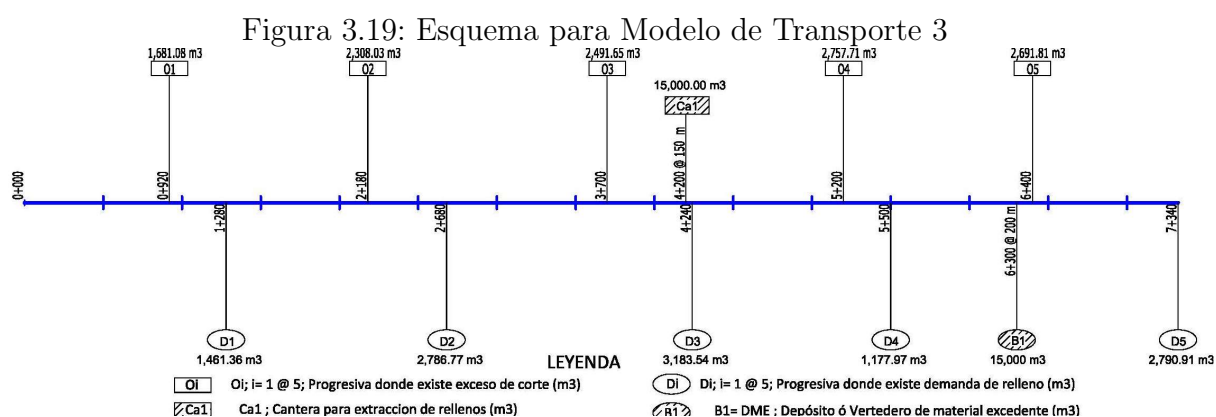 Figura 3.19: Esquema para Modelo de Transporte 3
1,681.08 m3
2,308.03 m3
2,491.65 m3
2,757.71 m3
2,691.81 m3
O1
O2
O3
O4
O5
15,000.00 m3
Ca1
0+000
0+920
2+180
3+700
4+200 @ 150 m
5+200
6+400
1+280
2+680
4+240
5+500
6+300 @ 200 m
7+340
D1
D2
D3
D4
B1
D5
1,461.36 m3
2,786.77 m3
3,183.54 m3
1,177.97 m3
15,000 m3
2,790.91 m3
LEYENDA
Oi Oi; i= 1 @ 5; Progresiva donde existe exceso de corte (m3)
Di Di; i= 1 @ 5; Progresiva donde existe demanda de relleno (m3)
Ca1 Ca1 ; Cantera para extraccion de rellenos (m3)
B1 B1= DME ; Depósito ó Vertedero de material excedente (m3)